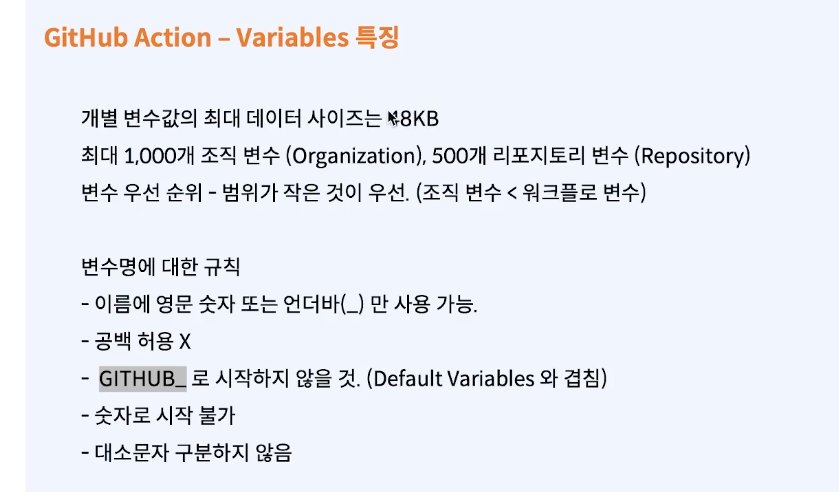 GitHub Action – Variables 특징
개별 변수값의 최대 데이터 사이즈는 48KB
최대 1,000개 조직 변수 (Organization), 500개 리포지토리 변수 (Repository)
변수 우선 순위 – 범위가 작은 것이 우선. (조직 변수 < 워크플로 변수)
변수명에 대한 규칙
- 이름에 영문 숫자 또는 언더바(_) 만 사용 가능.
- 공백 허용 X
- GITHUB_ 로 시작하지 않을 것. (Default Variables 와 겹침)
- 숫자로 시작 불가
- 대소문자 구분하지 않음